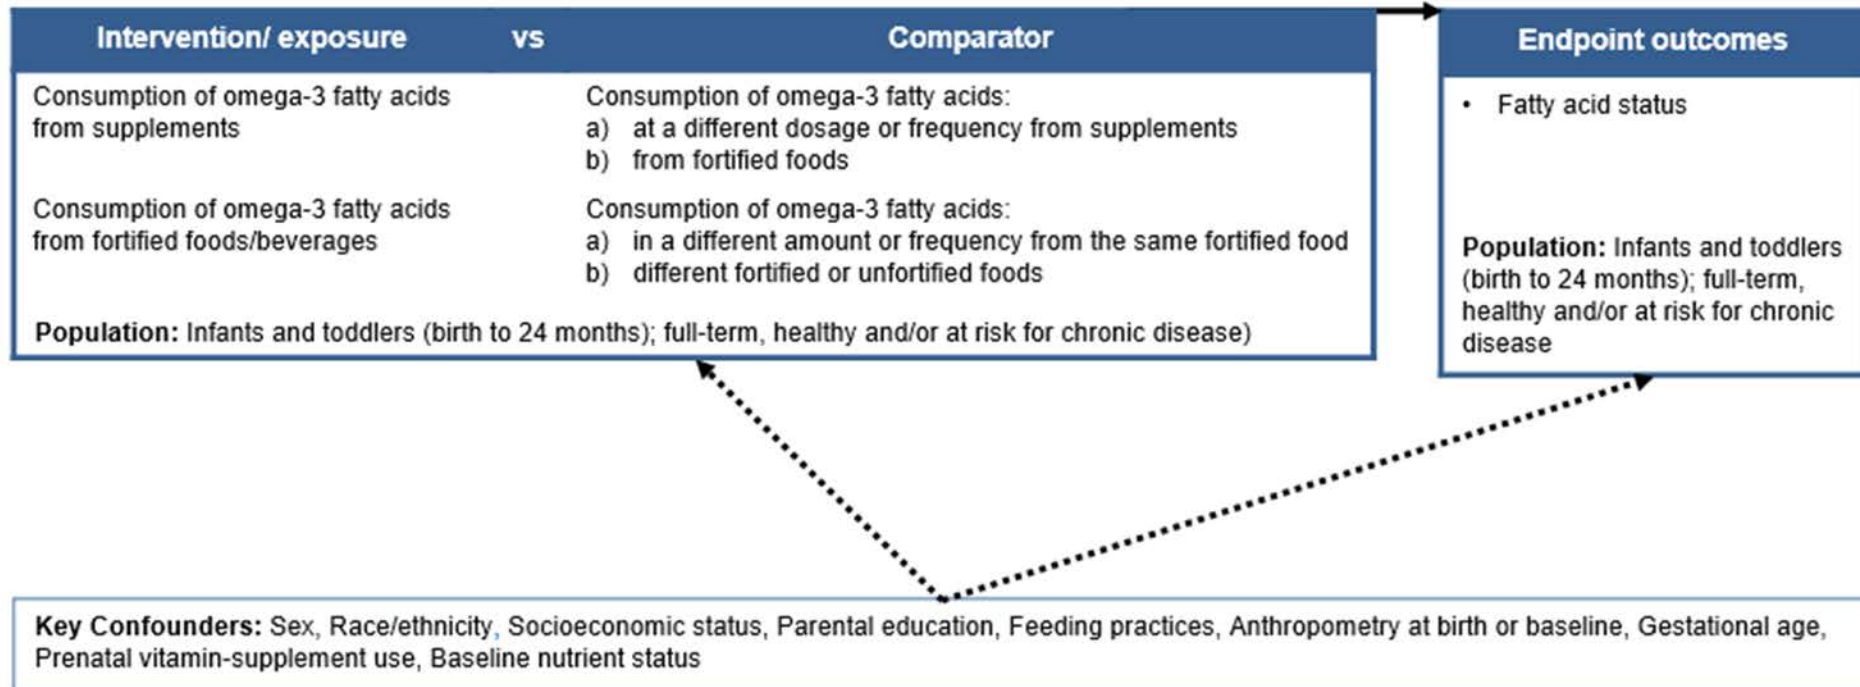 Intervention/ exposure vs Comparator
Consumption of omega-3 fatty acids
from supplements
Consumption of omega-3 fatty acids:
a) at a different dosage or frequency from supplements
b) from fortified foods
Consumption of omega-3 fatty acids
from fortified foods/beverages
Consumption of omega-3 fatty acids:
a) in a different amount or frequency from the same fortified food
b) different fortified or unfortified foods
Population: Infants and toddlers (birth to 24 months); full-term, healthy and/or at risk for chronic disease)
Endpoint outcomes
• Fatty acid status
Population: Infants and toddlers
(birth to 24 months); full-term,
healthy and/or at risk for chronic
disease
Key Confounders: Sex, Race/ethnicity, Socioeconomic status, Parental education, Feeding practices, Anthropometry at birth or baseline, Gestational age,
Prenatal vitamin-supplement use, Baseline nutrient status